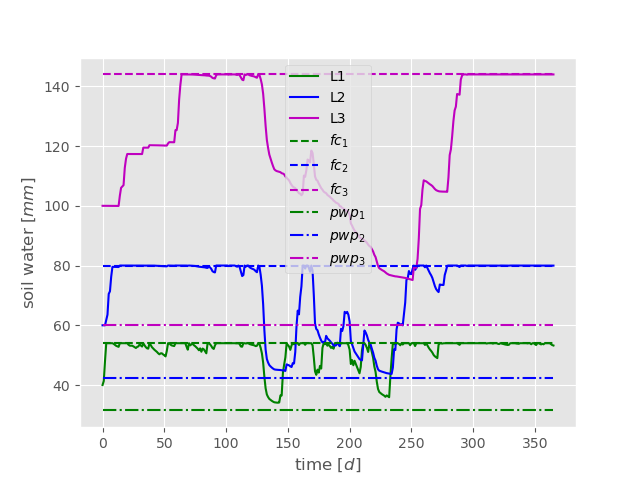 140
120
100
80
60
40
soil water [mm]
0
50
100
150
200
250
300
350
time [d]
L1
L2
L3
fc₁
fc₂
fc₃
pwp₁
pwp₂
pwp₃